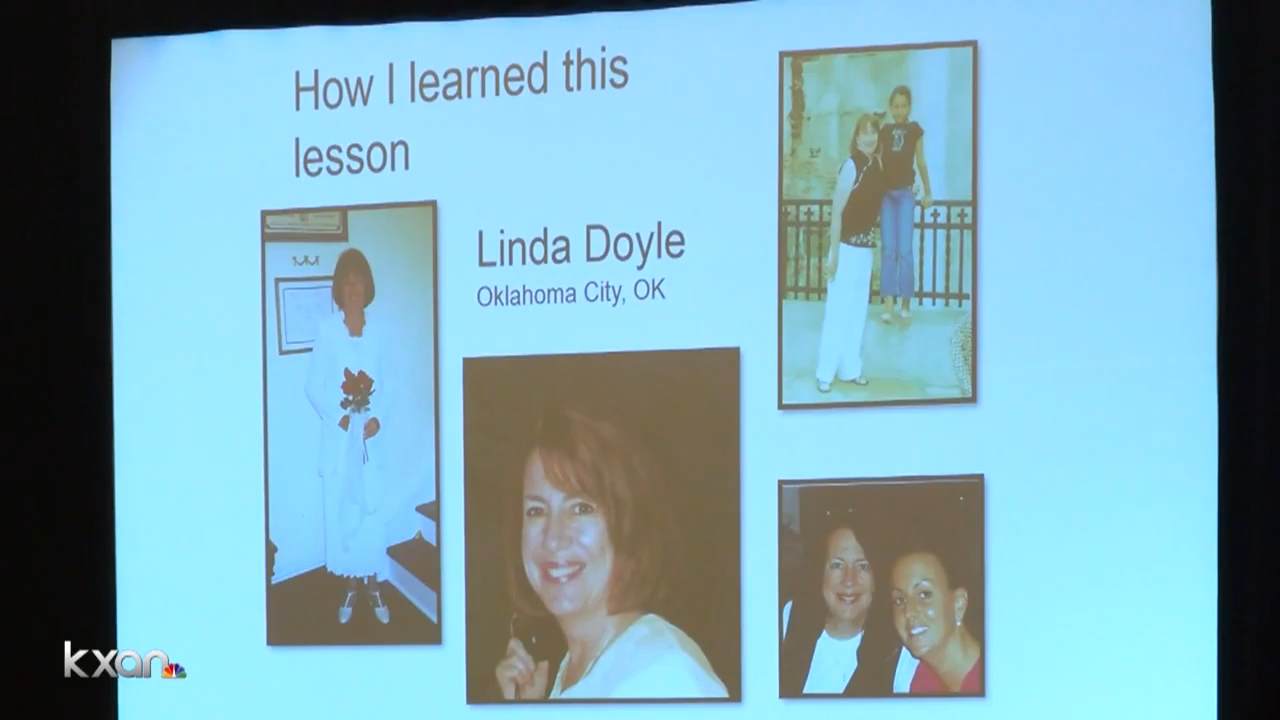 How I learned this
lesson
Linda Doyle
Oklahoma City, OK
kxan